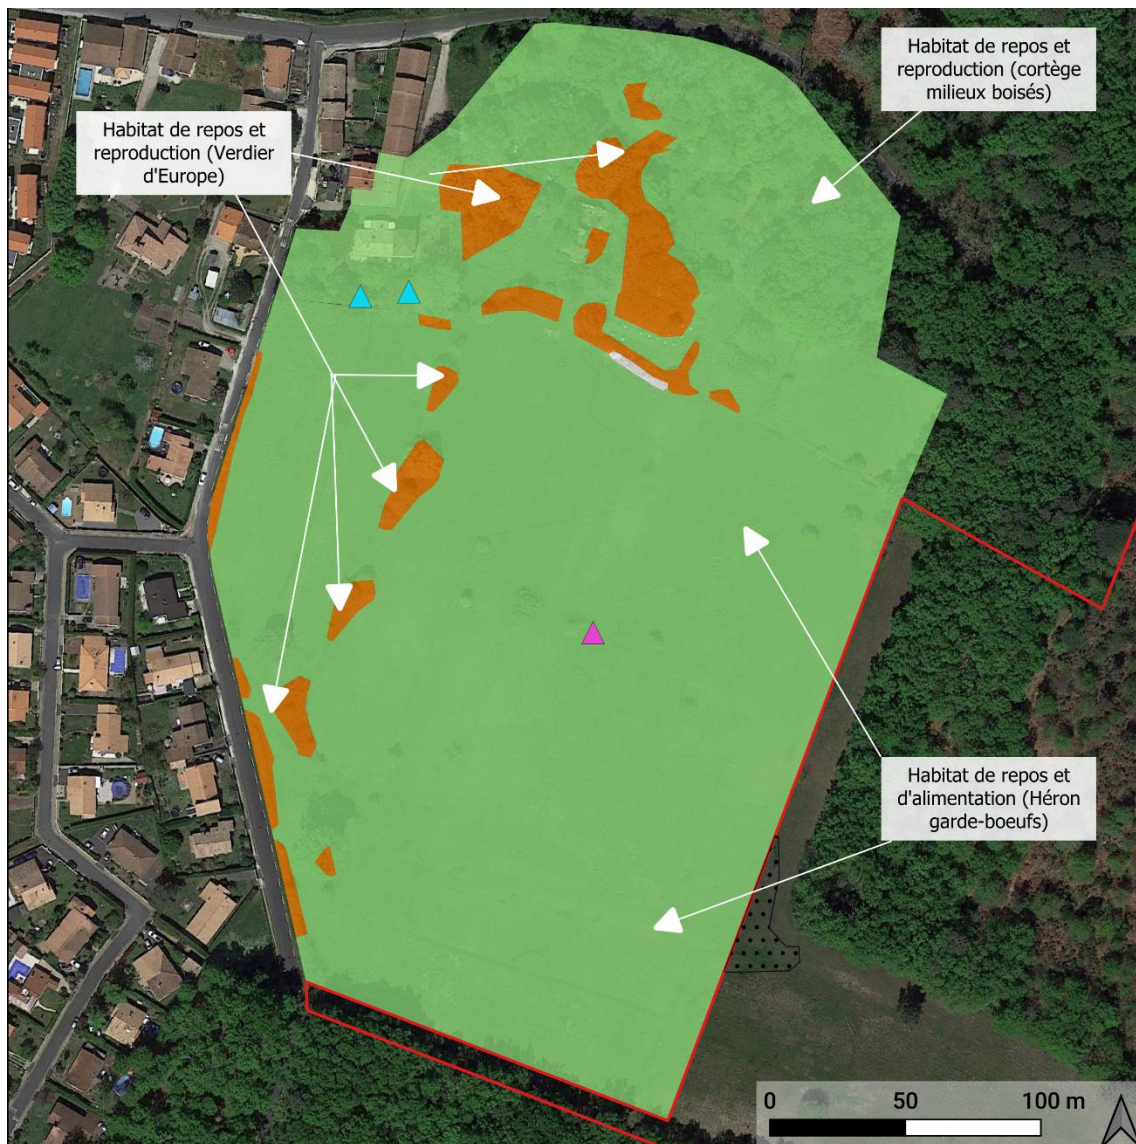 Habitat de repos et
reproduction (cortège
milieux boisés)
Habitat de repos et
reproduction (Verdier
d'Europe)
Habitat de repos et
d'alimentation (Héron
garde-boeufs)
0 50 100 m